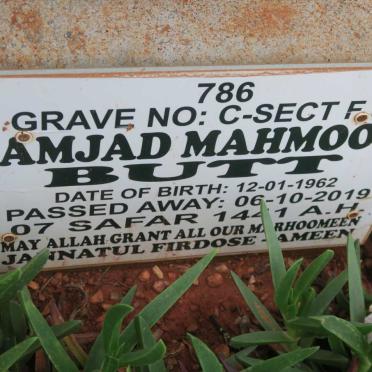 786
GRAVE NO: C-SECT F
AMJAD MAHMOO
BUTT
DATE OF BIRTH: 12-01-1962
PASSED AWAY: 06-10-2019
07 SAFAR 1441 A.H.
MAY ALLAH GRANT ALL OUR MARHOOMEEN
JANNATUL FIRDOSE AMEEN